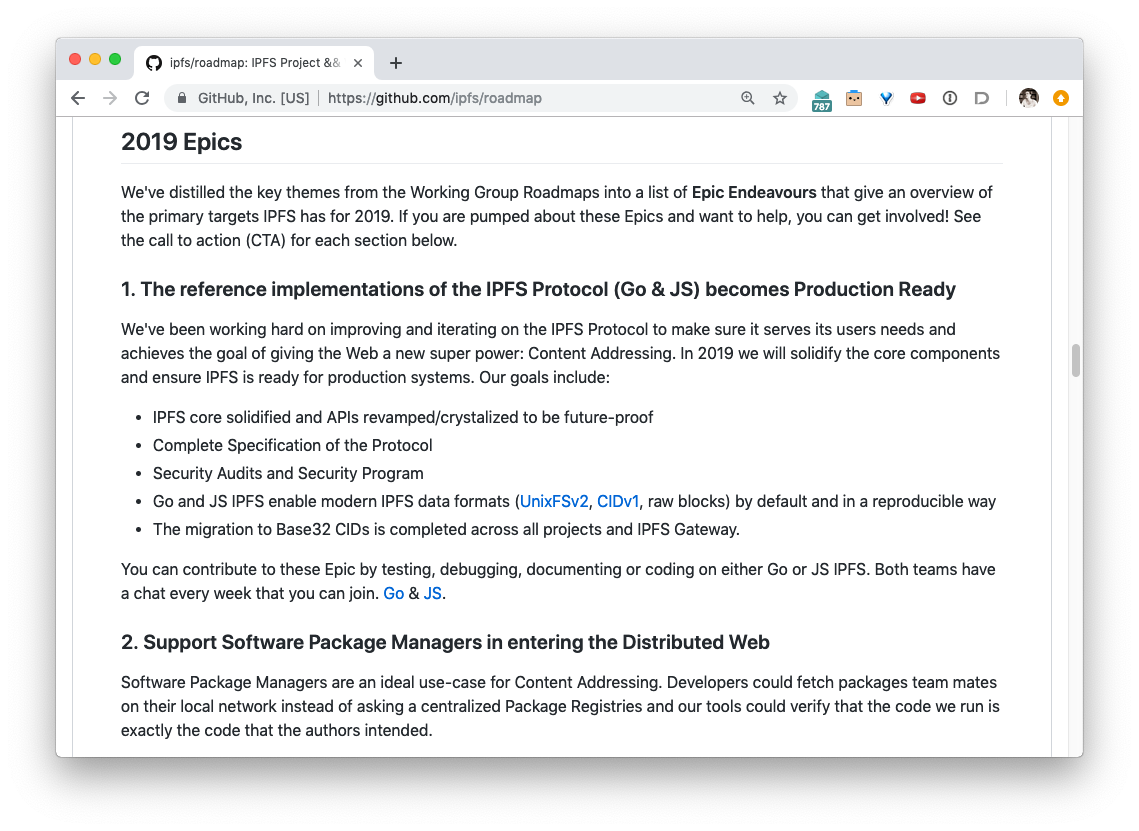 ipfs/roadmap: IPFS Project &&
GitHub, Inc. [US] | https://github.com/ipfs/roadmap
787
2019 Epics
We've distilled the key themes from the Working Group Roadmaps into a list of Epic Endeavours that give an overview of
the primary targets IPFS has for 2019. If you are pumped about these Epics and want to help, you can get involved! See
the call to action (CTA) for each section below.
1. The reference implementations of the IPFS Protocol (Go & JS) becomes Production Ready
We've been working hard on improving and iterating on the IPFS Protocol to make sure it serves its users needs and
achieves the goal of giving the Web a new super power: Content Addressing. In 2019 we will solidify the core components
and ensure IPFS is ready for production systems. Our goals include:
• IPFS core solidified and APIs revamped/crystalized to be future-proof
• Complete Specification of the Protocol
• Security Audits and Security Program
• Go and JS IPFS enable modern IPFS data formats (UnixFSv2, CIDv1, raw blocks) by default and in a reproducible way
• The migration to Base32 CIDs is completed across all projects and IPFS Gateway.
You can contribute to these Epic by testing, debugging, documenting or coding on either Go or JS IPFS. Both teams have
a chat every week that you can join. Go & JS.
2. Support Software Package Managers in entering the Distributed Web
Software Package Managers are an ideal use-case for Content Addressing. Developers could fetch packages team mates
on their local network instead of asking a centralized Package Registries and our tools could verify that the code we run is
exactly the code that the authors intended.